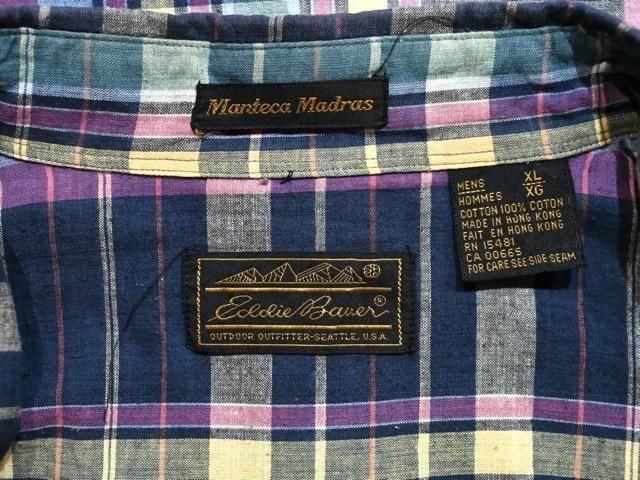 Manteca Madras
MENS XL
HOMMES XG
COTTON 100% COTON
MADE IN HONG KONG
FAIT EN HONG KONG
RN 15481
CA 00665
FOR CARE SEE SIDE SEAM
Eddie Bauer®
OUTDOOR OUTFITTER-SEATTLE, U.S.A.